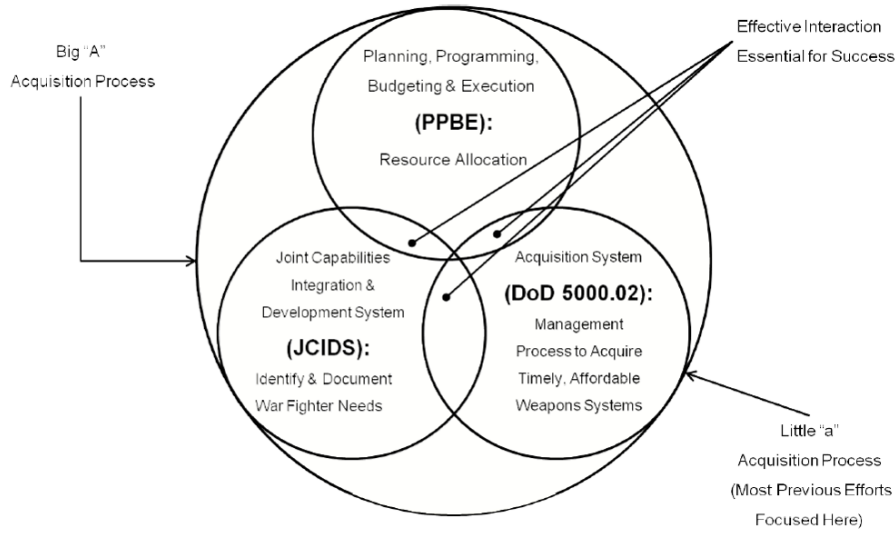 Big “A”
Acquisition Process
Planning, Programming,
Budgeting & Execution
(PPBE):
Resource Allocation
Effective Interaction
Essential for Success
Joint Capabilities
Integration &
Development System
(JCIDS):
Identify & Document
War Fighter Needs
Acquisition System
(DoD 5000.02):
Management
Process to Acquire
Timely, Affordable
Weapons Systems
Little “a”
Acquisition Process
(Most Previous Efforts
Focused Here)